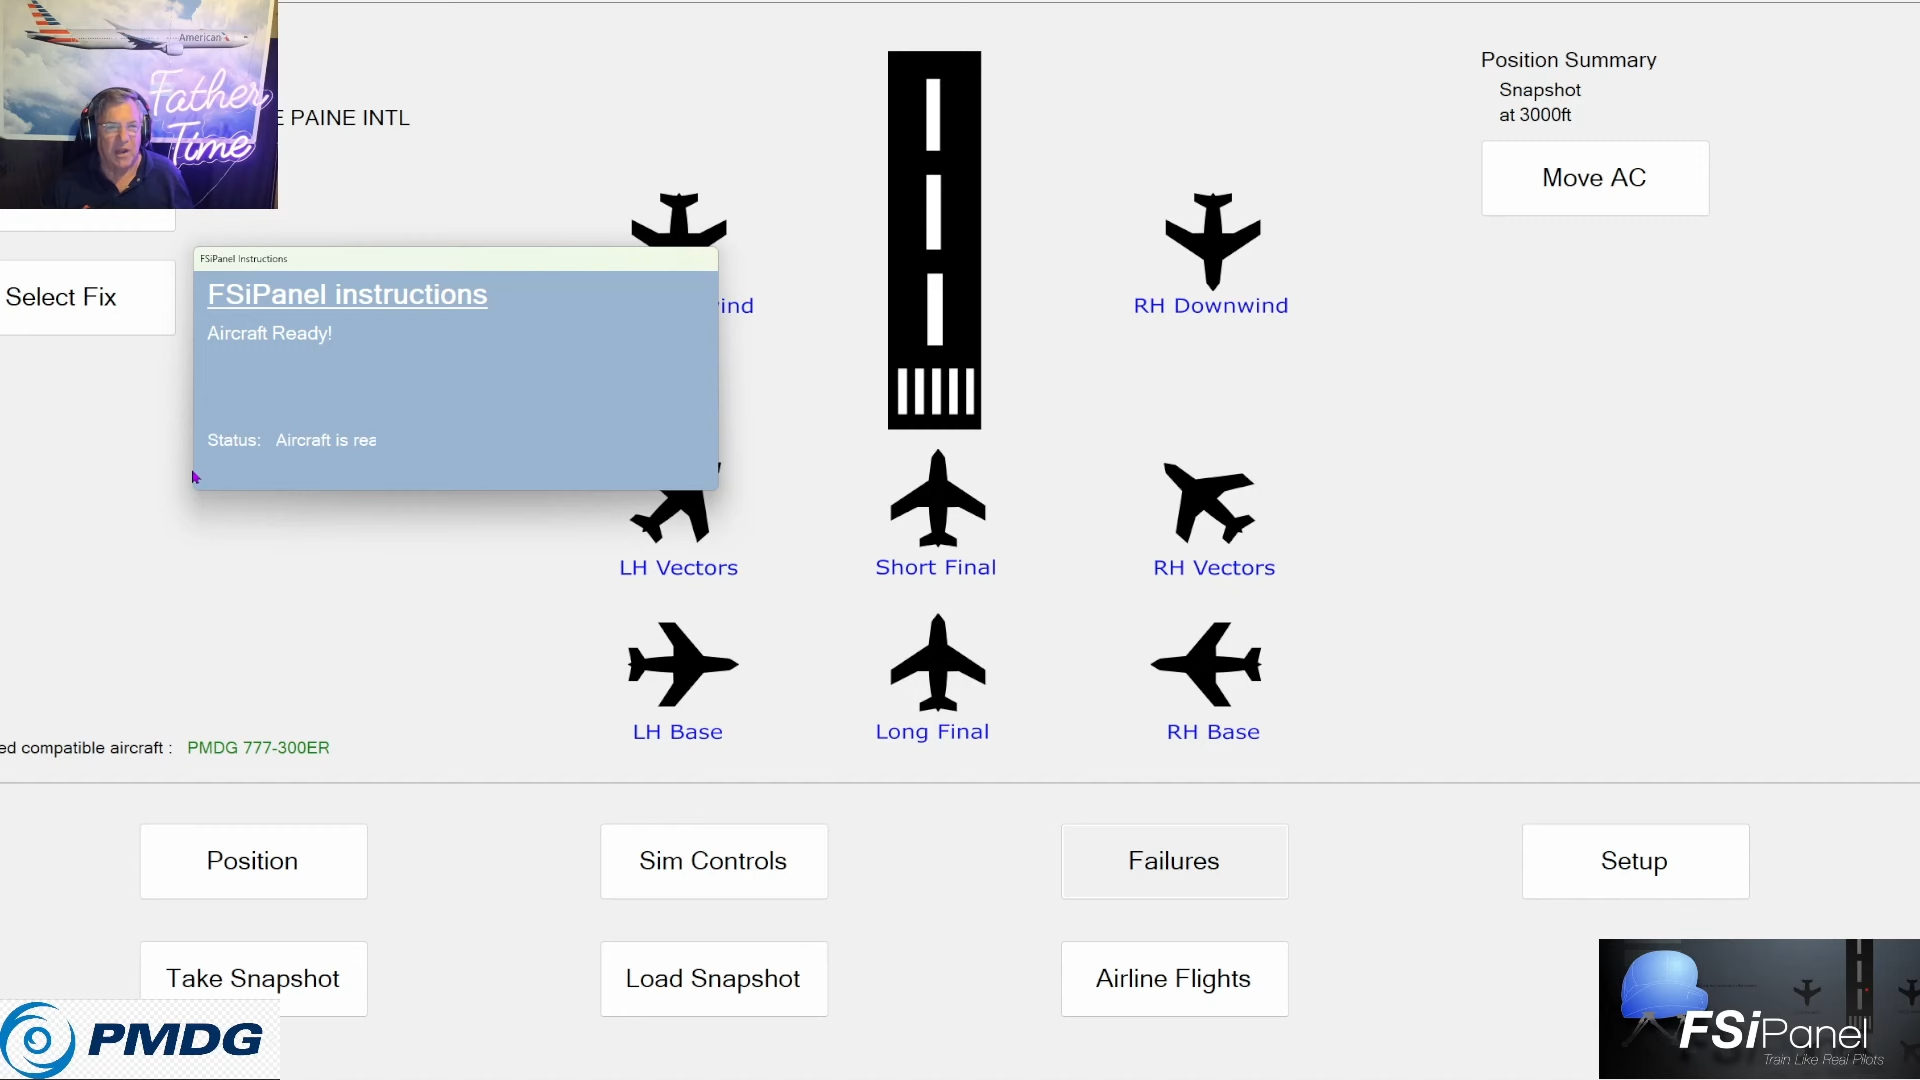 American
Father
Time
E PAINE INTL
Position Summary
Snapshot
at 3000ft
Move AC
Select Fix
FSiPanel Instructions
FSiPanel instructions
Aircraft Ready!
Status: Aircraft is rea
ind
RH Downwind
LH Vectors
Short Final
RH Vectors
LH Base
Long Final
RH Base
ed compatible aircraft : PMDG 777-300ER
Position
Sim Controls
Failures
Setup
Take Snapshot
Load Snapshot
Airline Flights
PMDG
FSiPanel
Train Like Real Pilots